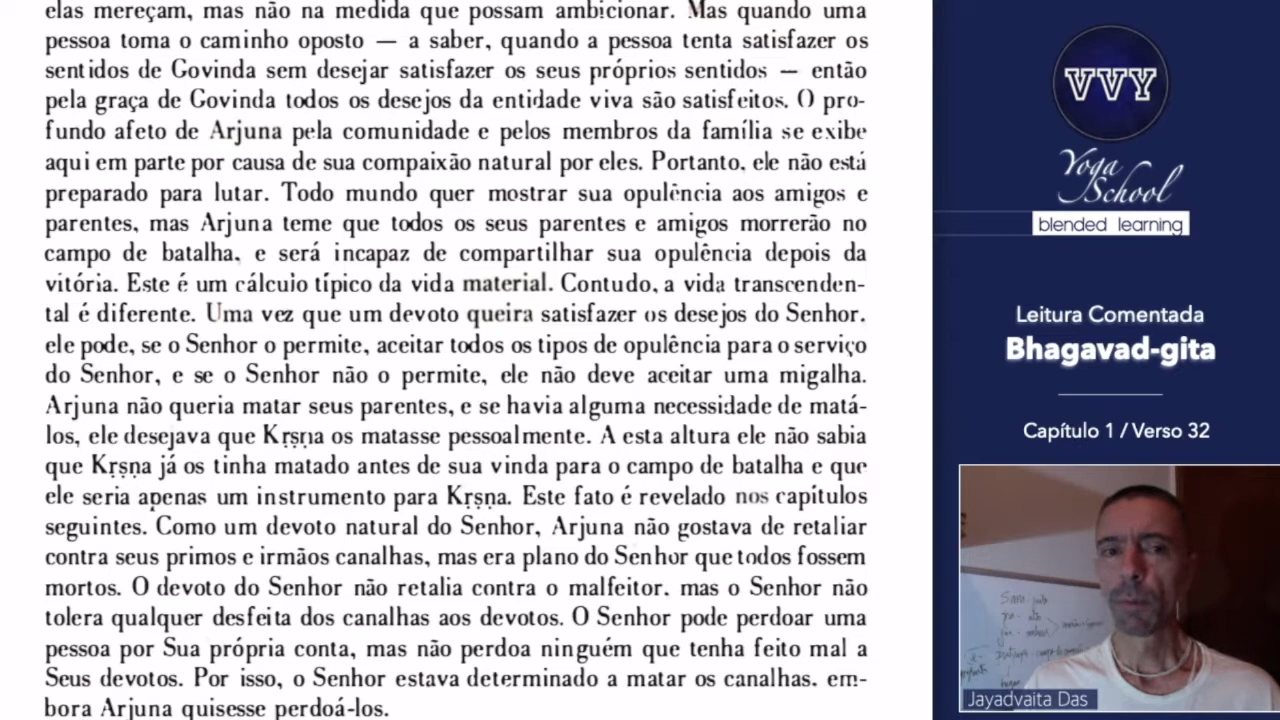 elas mereçam, mas não na medida que possam ambicionar. Mas quando uma
pessoa toma o caminho oposto — a saber, quando a pessoa tenta satisfazer os
sentidos de Govinda sem desejar satisfazer os seus próprios sentidos — então
pela graça de Govinda todos os desejos da entidade viva são satisfeitos. O pro-
fundo afeto de Arjuna pela comunidade e pelos membros da família se exibe
aqui em parte por causa de sua compaixão natural por eles. Portanto, ele não está
preparado para lutar. Todo mundo quer mostrar sua opulência aos amigos e
parentes, mas Arjuna teme que todos os seus parentes e amigos morrerão no
campo de batalha, e será incapaz de compartilhar sua opulência depois da
vitória. Este é um cálculo típico da vida material. Contudo, a vida transcenden-
tal é diferente. Uma vez que um devoto queira satisfazer os desejos do Senhor,
ele pode, se o Senhor o permite, aceitar todos os tipos de opulência para o serviço
do Senhor, e se o Senhor não o permite, ele não deve aceitar uma migalha.
Arjuna não queria matar seus parentes, e se havia alguma necessidade de matá-
los, ele desejava que Kṛṣṇa os matasse pessoalmente. A esta altura ele não sabia
que Kṛṣṇa já os tinha matado antes de sua vinda para o campo de batalha e que
ele seria apenas um instrumento para Kṛṣṇa. Este fato é revelado nos capítulos
seguintes. Como um devoto natural do Senhor, Arjuna não gostava de retaliar
contra seus primos e irmãos canalhas, mas era plano do Senhor que todos fossem
mortos. O devoto do Senhor não retalia contra o malfeitor, mas o Senhor não
tolera qualquer desfeita dos canalhas aos devotos. O Senhor pode perdoar uma
pessoa por Sua própria conta, mas não perdoa ninguém que tenha feito mal a
Seus devotos. Por isso, o Senhor estava determinado a matar os canalhas, em-
bora Arjuna quisesse perdoá-los.
VVY
Yoga
School
blended learning
Leitura Comentada
Bhagavad-gita
Capítulo 1 / Verso 32
Jayadvaita Das